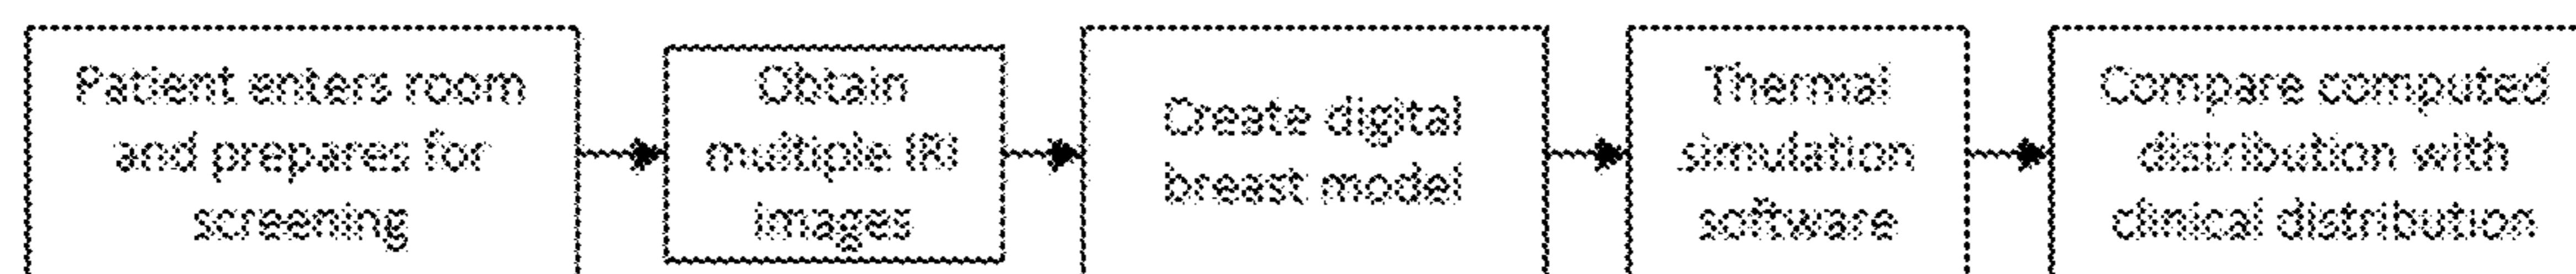 Patient enters room
and prepares for
screening
Obtain
multiple IR
images
Create digital
breast model
Thermal
simulation
software
Compare computed
distribution with
clinical distribution